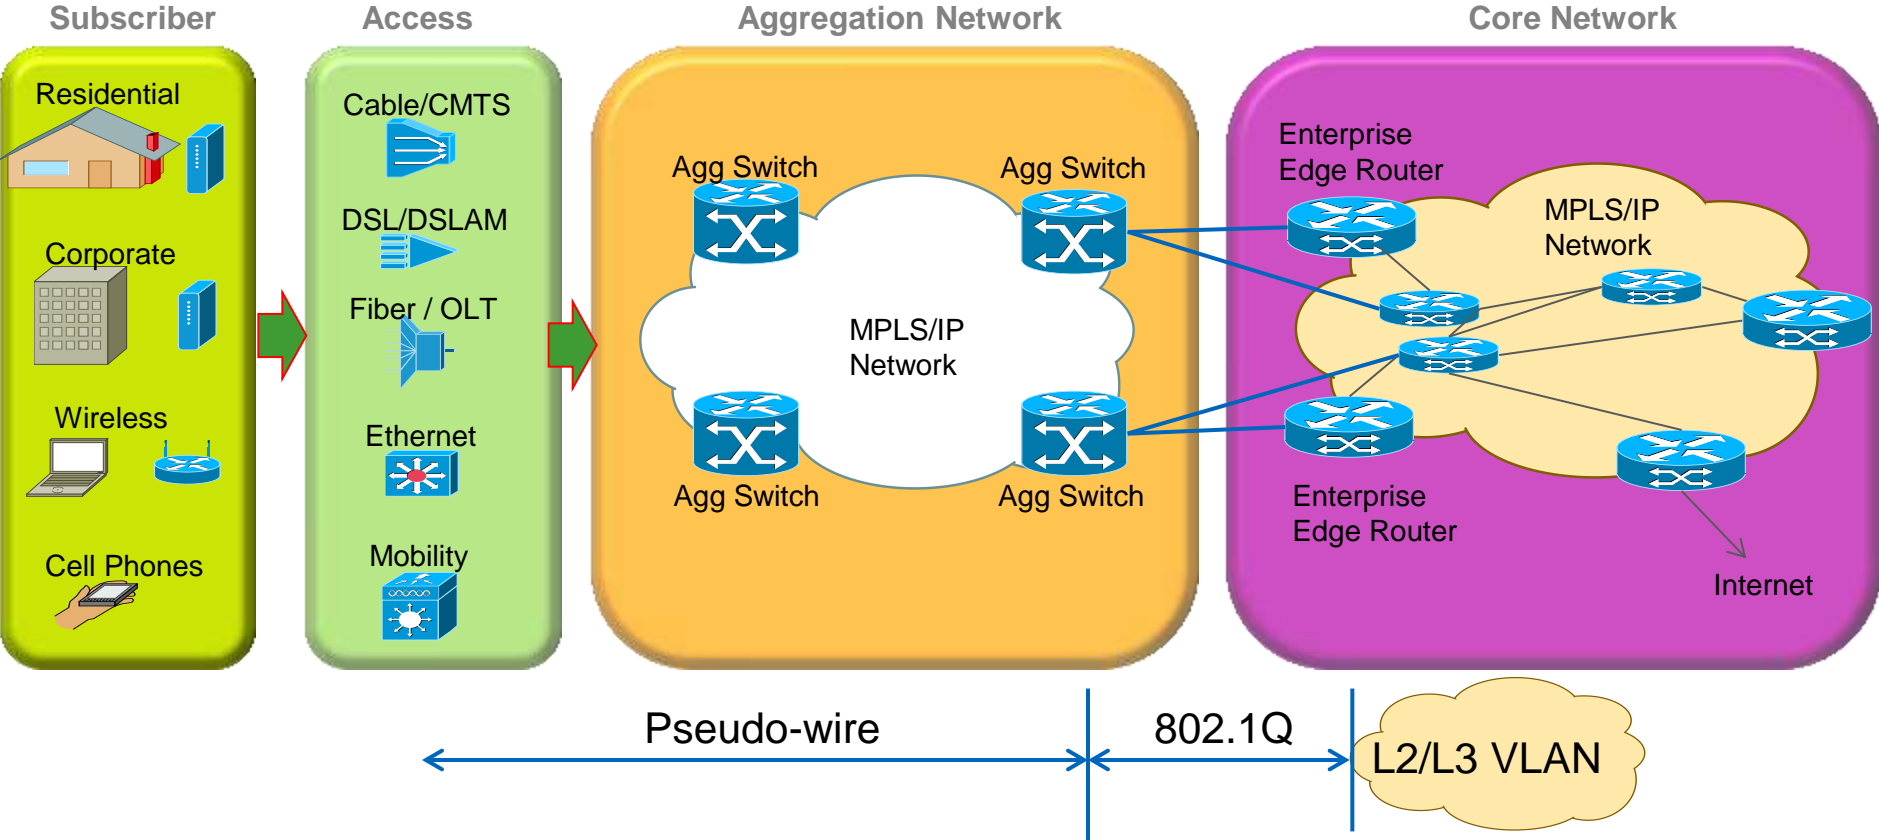 Subscriber
Access
Aggregation Network
Core Network
Residential
Corporate
Wireless
Cell Phones
Cable/CMTS
DSL/DSLAM
Fiber / OLT
Ethernet
Mobility
Agg Switch
Agg Switch
MPLS/IP
Network
Agg Switch
Agg Switch
Enterprise
Edge Router
MPLS/IP
Network
Enterprise
Edge Router
Internet
Pseudo-wire
802.1Q
L2/L3 VLAN